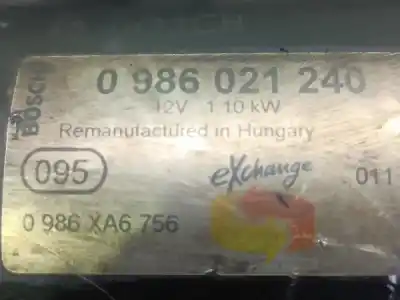 BOSCH
0 986 021 240
12V 1 10 kW
Remanufactured in Hungary
095
eXchange
011
0 986 XA6 756